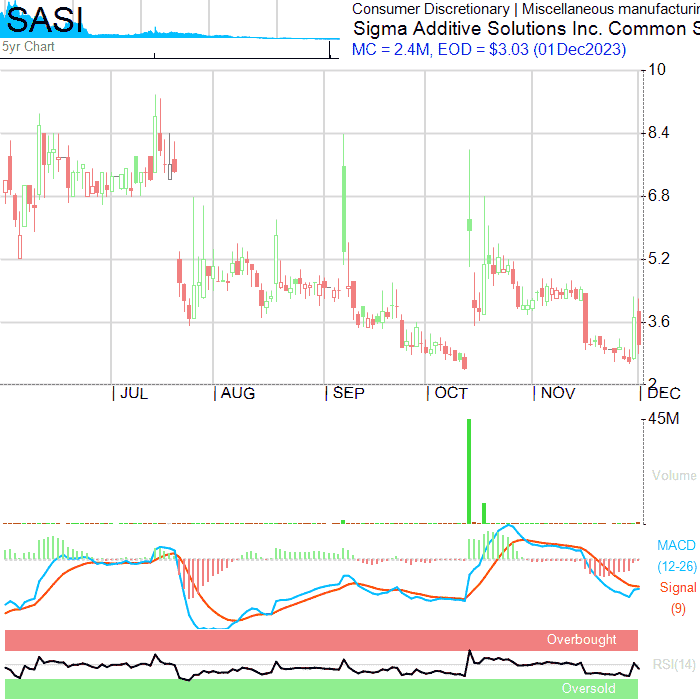 SASI
5yr Chart
Consumer Discretionary | Miscellaneous manufacturin
Sigma Additive Solutions Inc. Common S
MC = 2.4M, EOD = $3.03 (01Dec2023)
10
8.4
6.8
5.2
3.6
2
JUL AUG SEP OCT NOV DEC
45M
Volume
MACD
(12-26)
Signal
(9)
Overbought
RSI(14)
Oversold